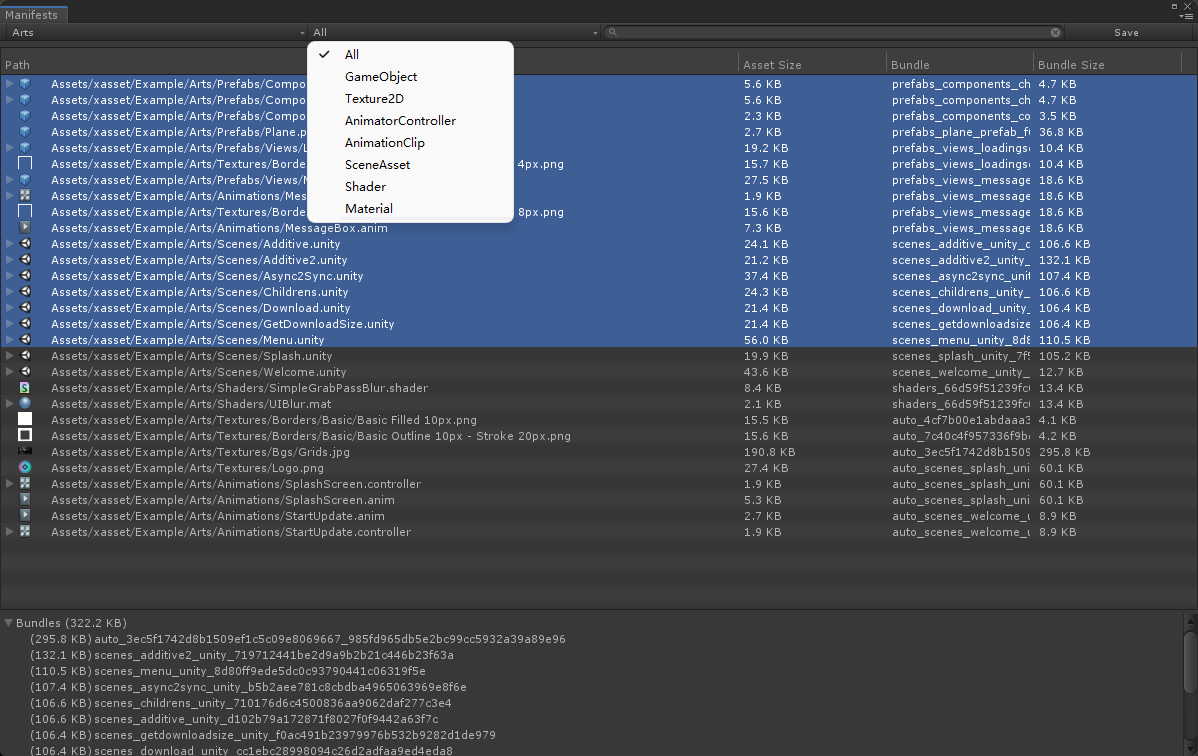 Manifests
Arts All Save
Path Asset Size Bundle Bundle Size
All
GameObject
Texture2D
AnimatorController
AnimationClip
SceneAsset
Shader
Material
Assets/xasset/Example/Arts/Prefabs/Compo 5.6 KB prefabs_components_ch 4.7 KB
Assets/xasset/Example/Arts/Prefabs/Compo 5.6 KB prefabs_components_ch 4.7 KB
Assets/xasset/Example/Arts/Prefabs/Compo 2.3 KB prefabs_components_co 3.5 KB
Assets/xasset/Example/Arts/Prefabs/Plane.p 2.7 KB prefabs_plane_prefab_f0 36.8 KB
Assets/xasset/Example/Arts/Prefabs/Views/L 19.2 KB prefabs_views_loadingsc 10.4 KB
Assets/xasset/Example/Arts/Textures/Borde 4px.png 15.7 KB prefabs_views_loadingsc 10.4 KB
Assets/xasset/Example/Arts/Prefabs/Views/M 27.5 KB prefabs_views_message 18.6 KB
Assets/xasset/Example/Arts/Animations/Mes 1.9 KB prefabs_views_message 18.6 KB
Assets/xasset/Example/Arts/Textures/Borde 8px.png 15.6 KB prefabs_views_message 18.6 KB
Assets/xasset/Example/Arts/Animations/MessageBox.anim 7.3 KB prefabs_views_message 18.6 KB
Assets/xasset/Example/Arts/Scenes/Additive.unity 24.1 KB scenes_additive_unity_d 106.6 KB
Assets/xasset/Example/Arts/Scenes/Additive2.unity 21.2 KB scenes_additive2_unity_ 132.1 KB
Assets/xasset/Example/Arts/Scenes/Async2Sync.unity 37.4 KB scenes_async2sync_unit 107.4 KB
Assets/xasset/Example/Arts/Scenes/Childrens.unity 24.3 KB scenes_childrens_unity_ 106.6 KB
Assets/xasset/Example/Arts/Scenes/Download.unity 21.4 KB scenes_download_unity_ 106.4 KB
Assets/xasset/Example/Arts/Scenes/GetDownloadSize.unity 21.4 KB scenes_getdownloadsize 106.4 KB
Assets/xasset/Example/Arts/Scenes/Menu.unity 56.0 KB scenes_menu_unity_8d8 110.5 KB
Assets/xasset/Example/Arts/Scenes/Splash.unity 19.9 KB scenes_splash_unity_7f5 105.2 KB
Assets/xasset/Example/Arts/Scenes/Welcome.unity 43.6 KB scenes_welcome_unity_ 12.7 KB
Assets/xasset/Example/Arts/Shaders/SimpleGrabPassBlur.shader 8.4 KB shaders_66d59f51239fc 13.4 KB
Assets/xasset/Example/Arts/Shaders/UIBlur.mat 2.1 KB shaders_66d59f51239fc 13.4 KB
Assets/xasset/Example/Arts/Textures/Borders/Basic/Basic Filled 10px.png 15.5 KB auto_4cf7b00e1abdaaa3 4.1 KB
Assets/xasset/Example/Arts/Textures/Borders/Basic/Basic Outline 10px - Stroke 20px.png 15.6 KB auto_7c40c4f957336f9b 4.2 KB
Assets/xasset/Example/Arts/Textures/Bgs/Grids.jpg 190.8 KB auto_3ec5f1742d8b1509 295.8 KB
Assets/xasset/Example/Arts/Textures/Logo.png 27.4 KB auto_scenes_splash_uni 60.1 KB
Assets/xasset/Example/Arts/Animations/SplashScreen.controller 1.9 KB auto_scenes_splash_uni 60.1 KB
Assets/xasset/Example/Arts/Animations/SplashScreen.anim 5.3 KB auto_scenes_splash_uni 60.1 KB
Assets/xasset/Example/Arts/Animations/StartUpdate.anim 2.7 KB auto_scenes_welcome_u 8.9 KB
Assets/xasset/Example/Arts/Animations/StartUpdate.controller 1.9 KB auto_scenes_welcome_u 8.9 KB
Bundles (322.2 KB)
(295.8 KB) auto_3ec5f1742d8b1509ef1c5c09e8069667_985fd965db5e2bc99cc5932a39a89e96
(132.1 KB) scenes_additive2_unity_719712441be2d9a9b2b21c446b23f63a
(110.5 KB) scenes_menu_unity_8d80ff9ede5dc0c93790441c06319f5e
(107.4 KB) scenes_async2sync_unity_b5b2aee781c8cbdba4965063969e8f6e
(106.6 KB) scenes_childrens_unity_710176d6c4500836aa9062daf277c3e4
(106.6 KB) scenes_additive_unity_d102b79a172871f8027f0f9442a63f7c
(106.4 KB) scenes_getdownloadsize_unity_f0ac491b23979976b532b9282d1de979
(106.4 KB) scenes_download_unity_cc1ebc28998094c26d2adfaa9ed4eda8